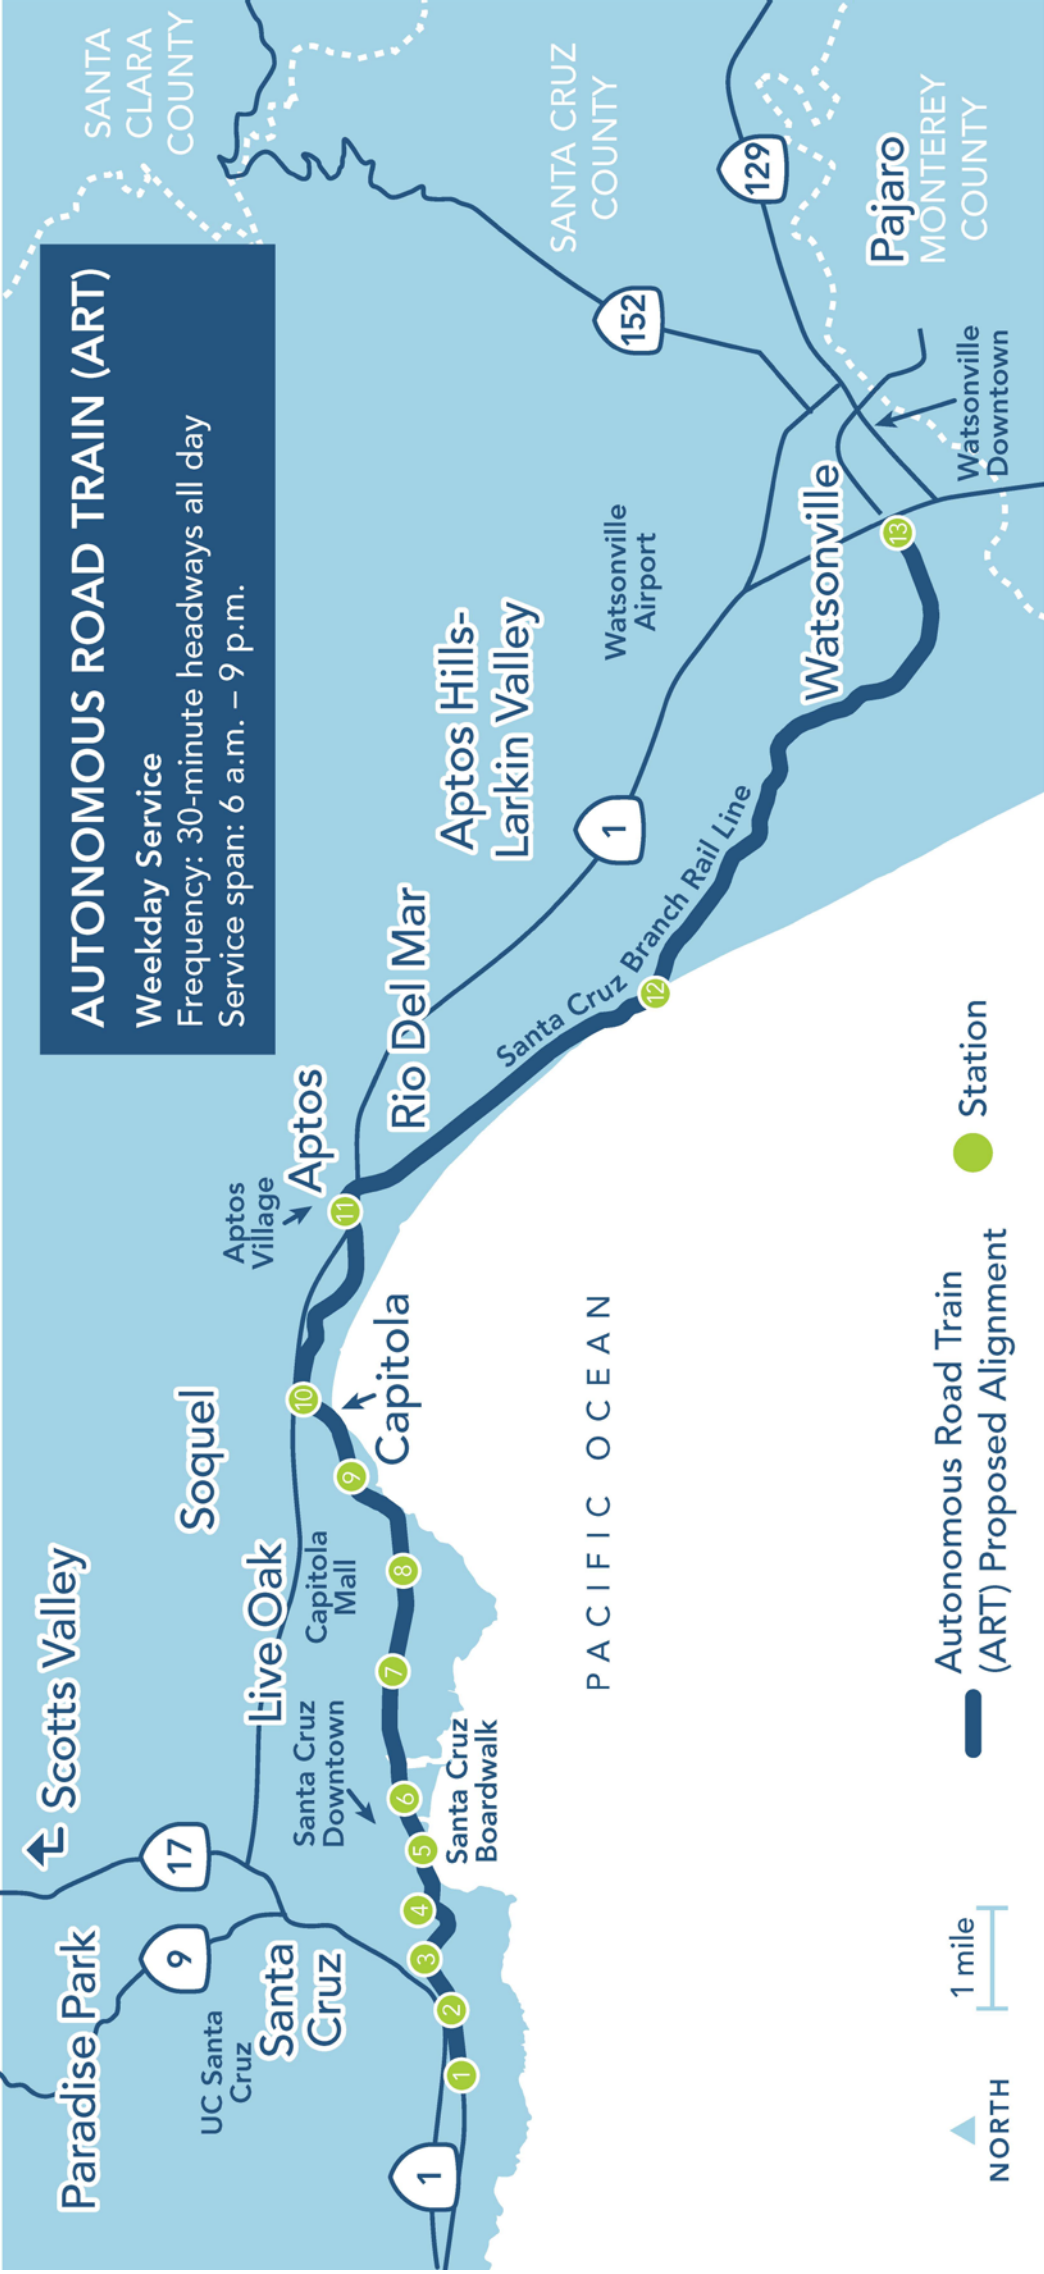 AUTONOMOUS ROAD TRAIN (ART)
Weekday Service
Frequency: 30-minute headways all day
Service span: 6 a.m. – 9 p.m.
SANTA
CLARA
COUNTY
SANTA CRUZ
COUNTY
MONTEREY
COUNTY
Pajaro
Scotts Valley
Paradise Park
17
9
UC Santa
Cruz
Santa
Cruz
1
Live Oak
Soquel
Santa Cruz
Downtown
Capitola
Mall
Santa Cruz
Boardwalk
Capitola
Aptos
Village
Aptos
Rio Del Mar
Aptos Hills-
Larkin Valley
1
Santa Cruz Branch Rail Line
Watsonville
Airport
Watsonville
152
129
Watsonville
Downtown
1
2
3
4
5
6
7
8
9
10
11
12
13
PACIFIC OCEAN
NORTH
1 mile
Autonomous Road Train
(ART) Proposed Alignment
Station